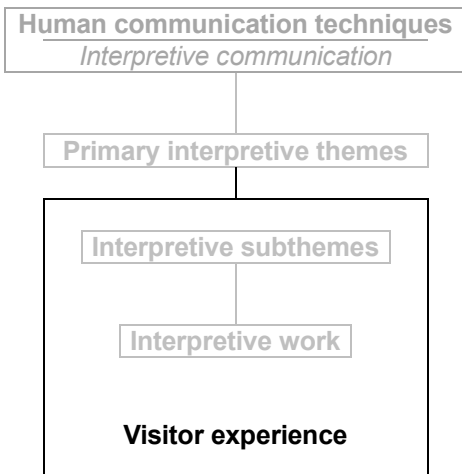 Human communication techniques
Interpretive communication
Primary interpretive themes
Interpretive subthemes
Interpretive work
Visitor experience